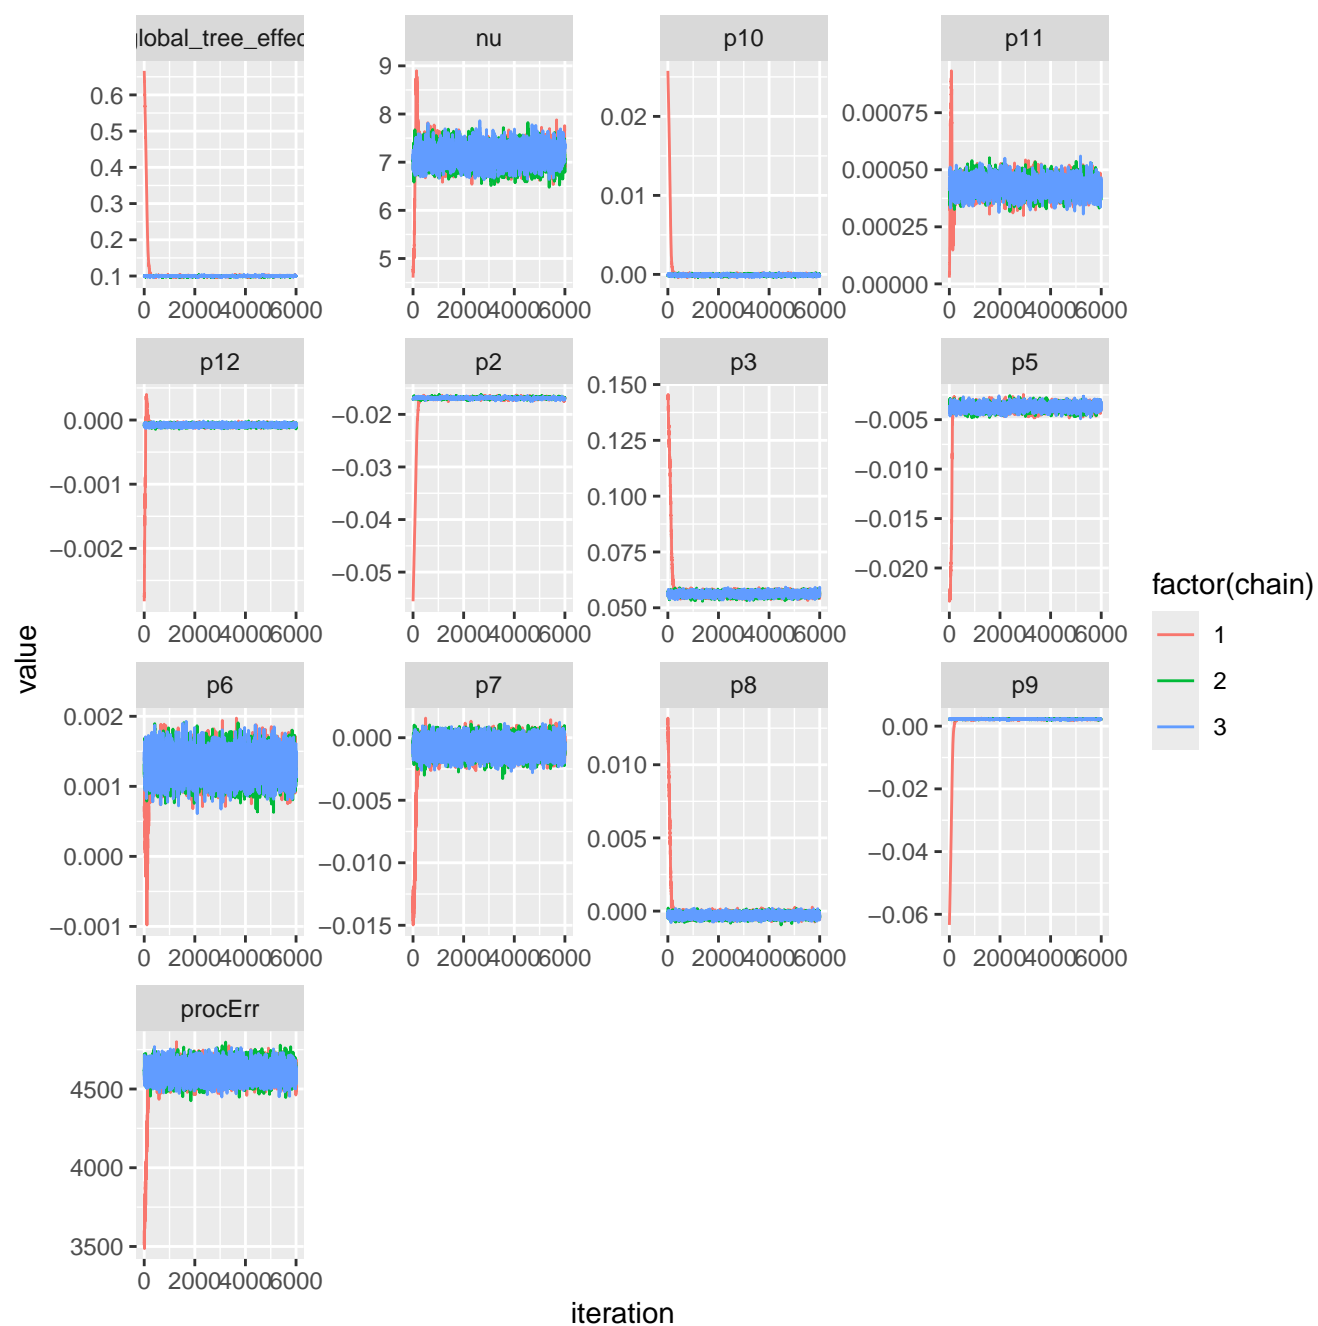 global_tree_effec
nu
p10
p11
0.6
0.5
0.4
0.3
0.2
0.1
9
8
7
6
5
0.02
0.01
0.00
0.00075
0.00050
0.00025
0.00000
0 2000 4000 6000
0 2000 4000 6000
0 2000 4000 6000
0 2000 4000 6000
p12
p2
p3
p5
0.000
−0.001
−0.002
−0.02
−0.03
−0.04
−0.05
0.150
0.125
0.100
0.075
0.050
−0.005
−0.010
−0.015
−0.020
0 2000 4000 6000
0 2000 4000 6000
0 2000 4000 6000
0 2000 4000 6000
p6
p7
p8
p9
0.002
0.001
0.000
−0.001
0.000
−0.005
−0.010
−0.015
0.010
0.005
0.000
0.00
−0.02
−0.04
−0.06
0 2000 4000 6000
0 2000 4000 6000
0 2000 4000 6000
0 2000 4000 6000
procErr
4500
4000
3500
0 2000 4000 6000
value
iteration
factor(chain)
1
2
3